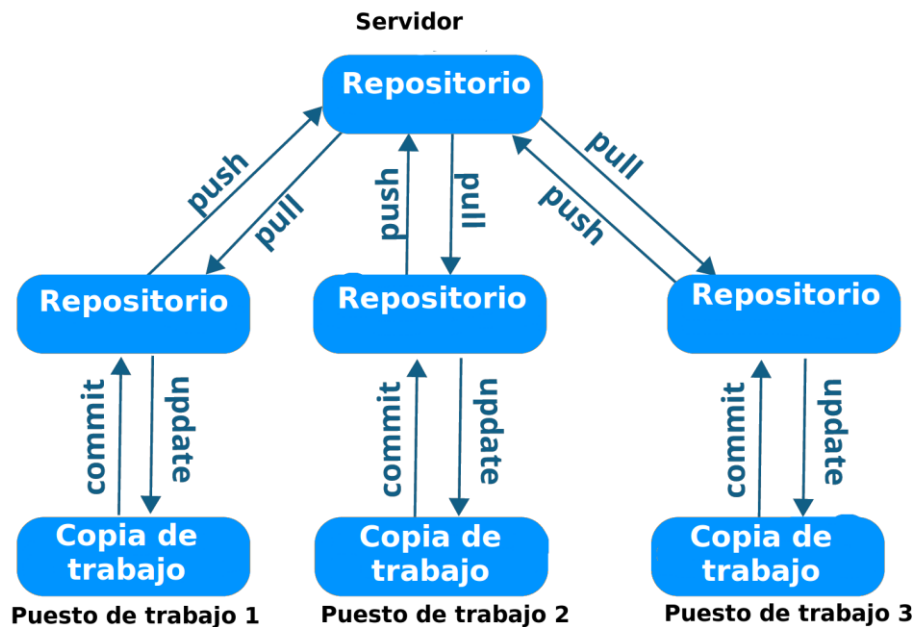 Servidor
Repositorio
push
pull
push
pull
pull
push
Repositorio
Repositorio
Repositorio
commit
update
commit
update
commit
update
Copia de
trabajo
Copia de
trabajo
Copia de
trabajo
Puesto de trabajo 1
Puesto de trabajo 2
Puesto de trabajo 3